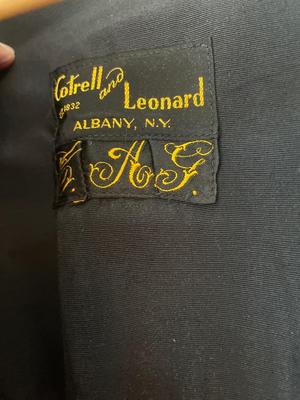 Cotrell and Leonard
1832
ALBANY, N.Y.
A. G.